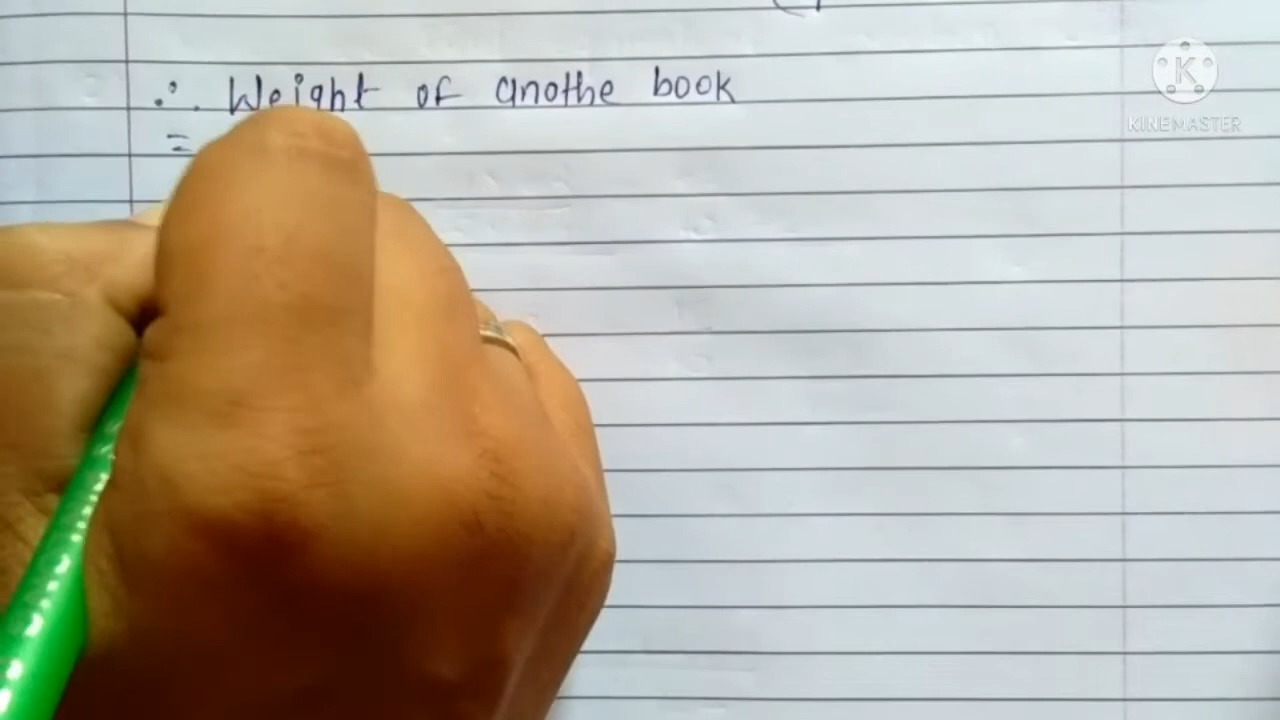 ∴ Weight of anothe book
=
K
KINEMASTER